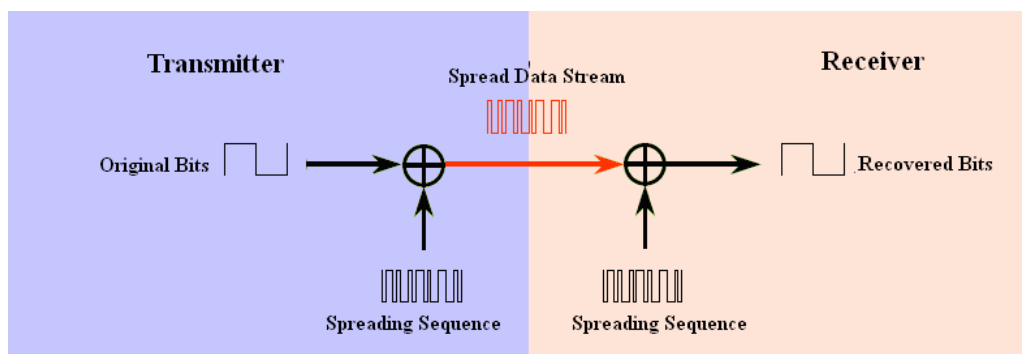 Transmitter
Receiver
Spread Data Stream
Original Bits
Recovered Bits
Spreading Sequence
Spreading Sequence